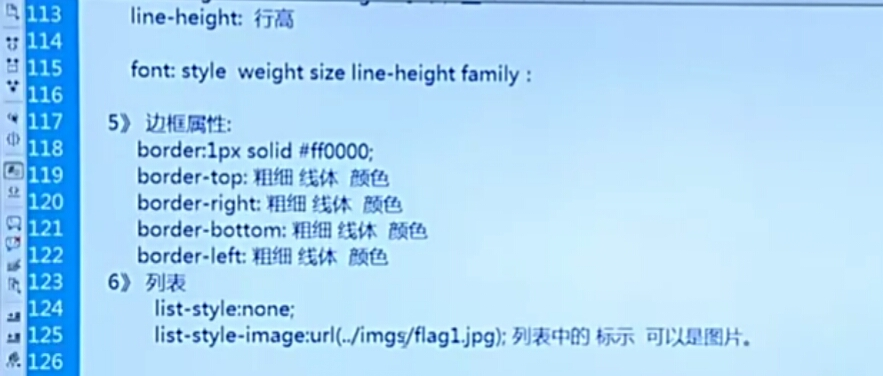 113 line-height: 行高
114
115 font: style weight size line-height family :
116
117 5》 边框属性:
118 border:1px solid #ff0000;
119 border-top: 粗细 线体 颜色
120 border-right: 粗细 线体 颜色
121 border-bottom: 粗细 线体 颜色
122 border-left: 粗细 线体 颜色
123 6》 列表
124 list-style:none;
125 list-style-image:url(../imgs/flag1.jpg); 列表中的 标示 可以是图片。
126